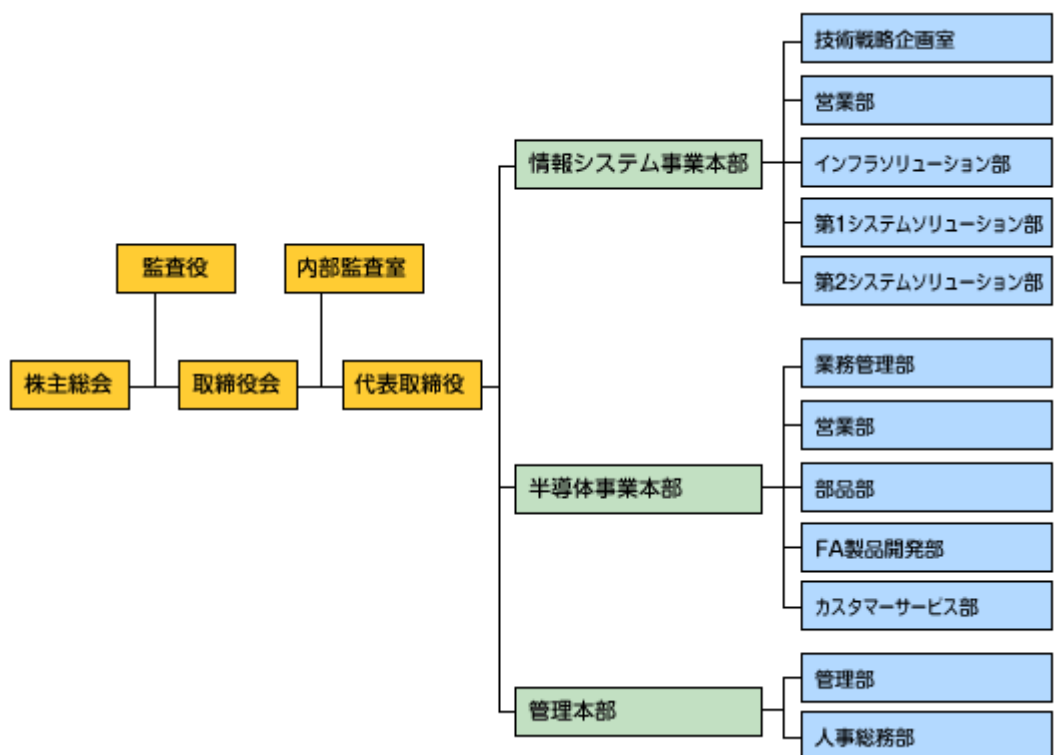 技術戦略企画室
営業部
情報システム事業本部
インフラソリューション部
第1システムソリューション部
監査役
内部監査室
第2システムソリューション部
株主総会
取締役会
代表取締役
業務管理部
営業部
半導体事業本部
部品部
FA製品開発部
カスタマーサービス部
管理部
管理本部
人事総務部